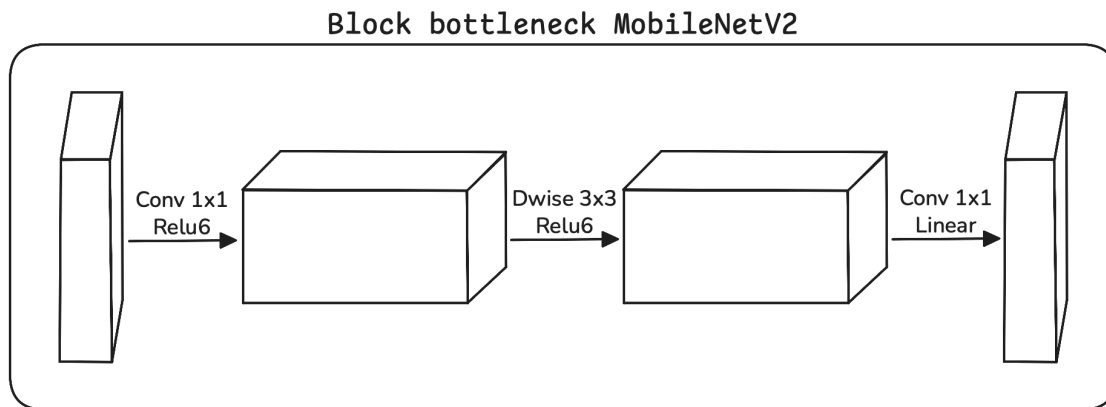 Block bottleneck MobileNetV2
Conv 1x1
Relu6
Dwise 3x3
Relu6
Conv 1x1
Linear